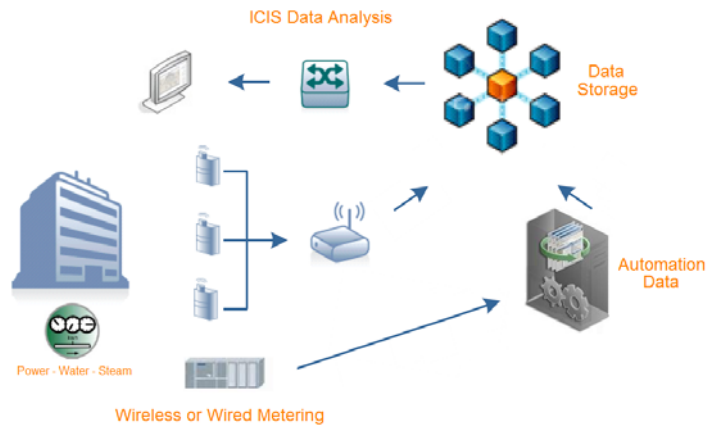 ICIS Data Analysis
Data
Storage
Automation
Data
Power - Water - Steam
Wireless or Wired Metering